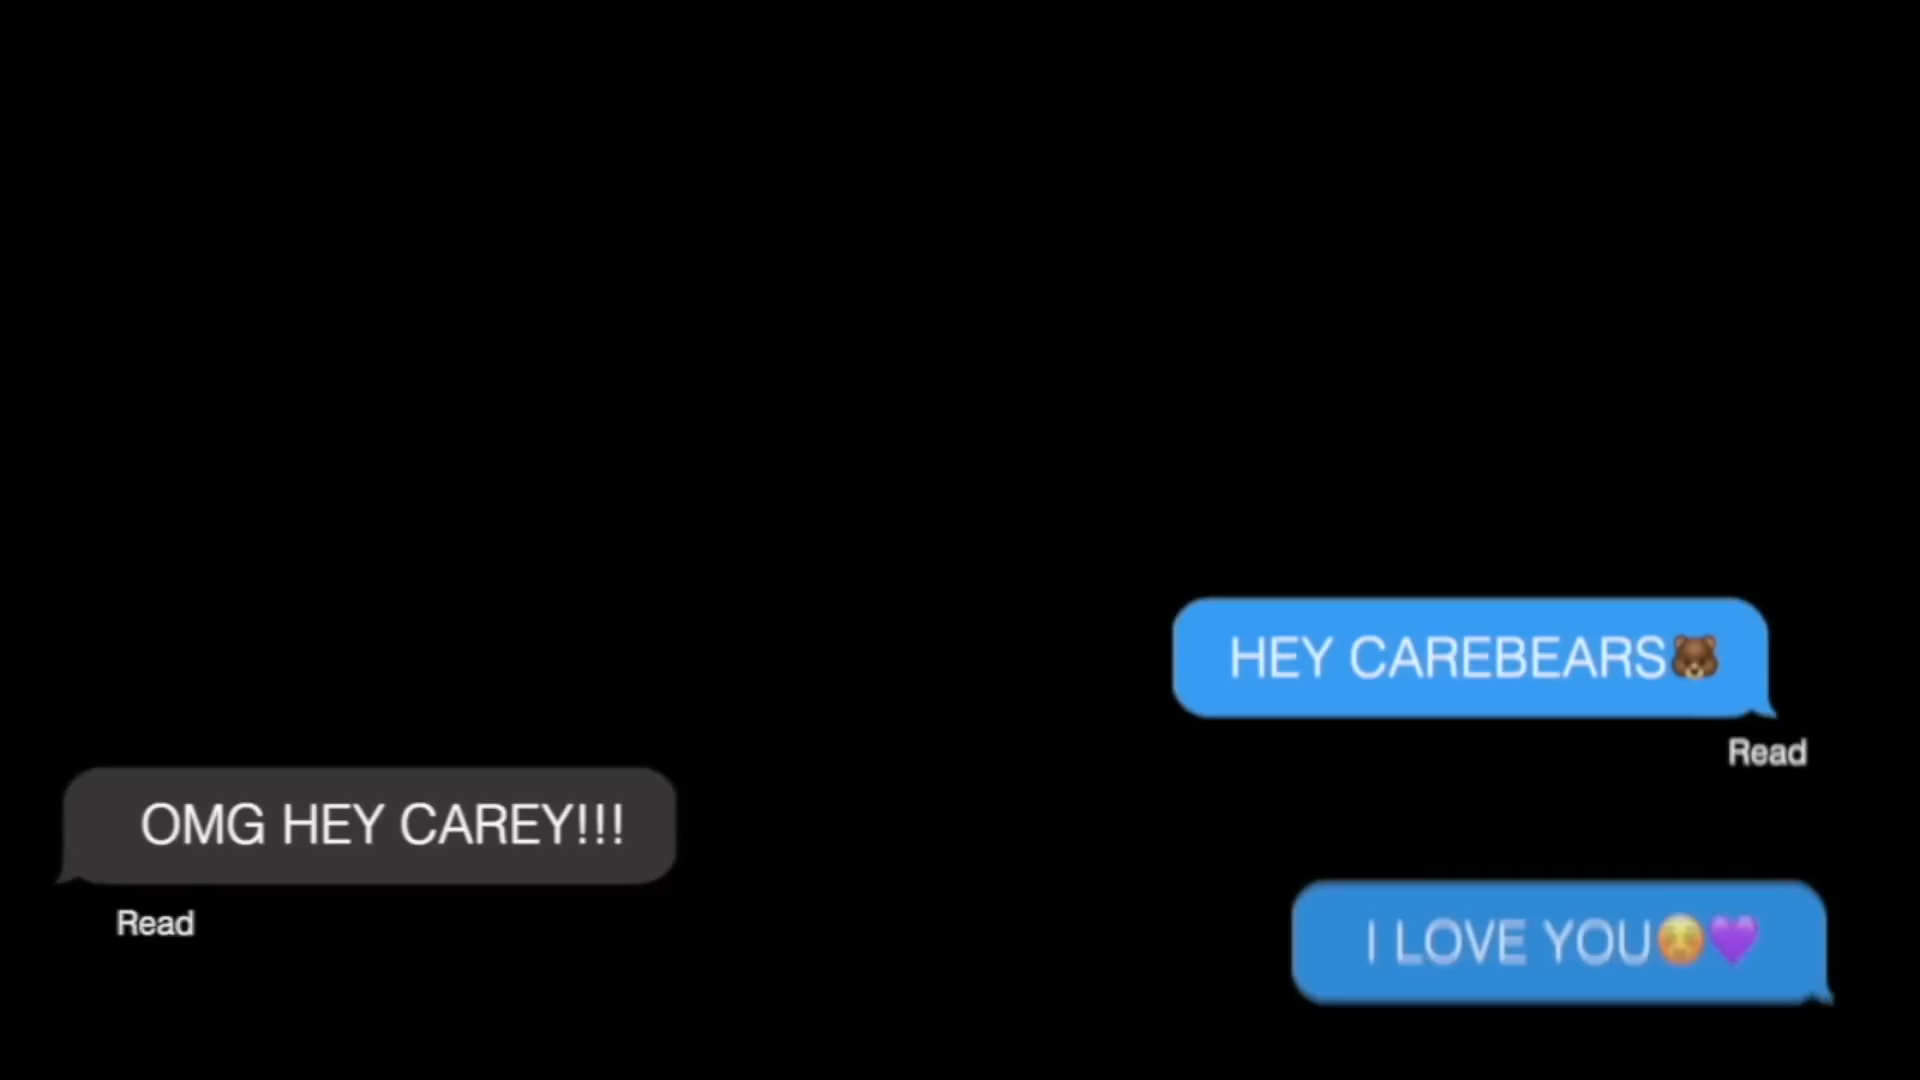 HEY CAREBEARS🐻
Read
OMG HEY CAREY!!!
Read
I LOVE YOU☺️💜